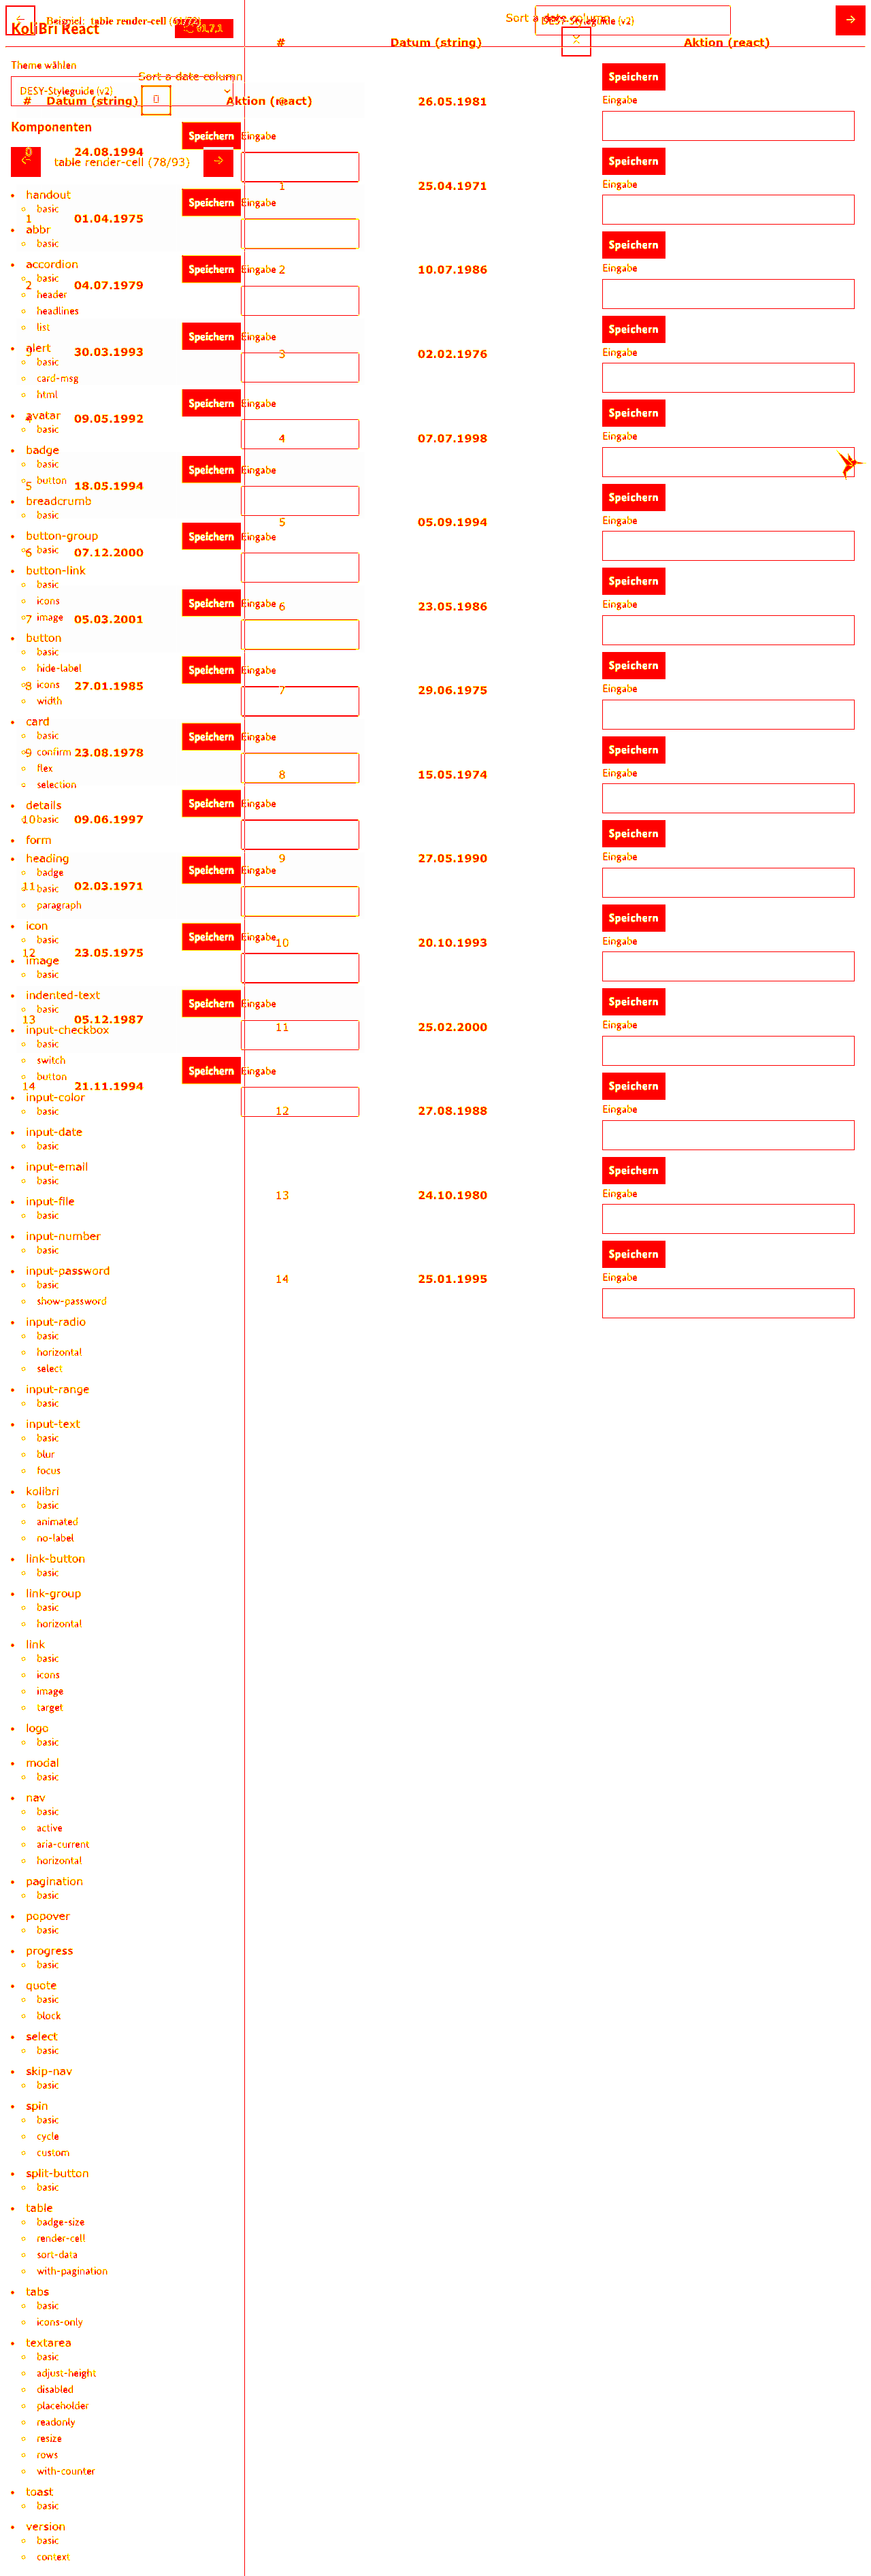 KoliBri React
Beispiel: table render-cell
Sort a date column
DESY-Styleguide (v2)
# Datum (string) Aktion (react)
Theme wählen
DESY-Styleguide (v2)
Sort a date column
# Datum (string) Aktion (react)
Komponenten
table render-cell (78/93)
0 24.08.1994 Speichern Eingabe
1 01.04.1975 Speichern Eingabe
2 04.07.1979 Speichern Eingabe
3 30.03.1993 Speichern Eingabe
4 09.05.1992 Speichern Eingabe
5 18.05.1994 Speichern Eingabe
6 07.12.2000 Speichern Eingabe
7 05.03.2001 Speichern Eingabe
8 27.01.1985 Speichern Eingabe
9 23.08.1978 Speichern Eingabe
10 09.06.1997 Speichern Eingabe
11 02.03.1971 Speichern Eingabe
12 23.05.1975 Speichern Eingabe
13 05.12.1987 Speichern Eingabe
14 21.11.1994 Speichern Eingabe
26.05.1981 Speichern Eingabe
1 25.04.1971 Speichern Eingabe
2 10.07.1986 Speichern Eingabe
3 02.02.1976 Speichern Eingabe
4 07.07.1998 Speichern Eingabe
5 05.09.1994 Speichern Eingabe
6 23.05.1986 Speichern Eingabe
7 29.06.1975 Speichern Eingabe
8 15.05.1974 Speichern Eingabe
9 27.05.1990 Speichern Eingabe
10 20.10.1993 Speichern Eingabe
11 25.02.2000 Speichern Eingabe
12 27.08.1988 Speichern Eingabe
13 24.10.1980 Speichern Eingabe
14 25.01.1995 Speichern Eingabe
handout
basic
abbr
basic
accordion
basic
header
headlines
list
alert
basic
card-msg
html
avatar
basic
badge
basic
button
breadcrumb
basic
button-group
basic
button-link
basic
icons
image
button
basic
hide-label
icons
width
card
basic
confirm
flex
selection
details
basic
form
heading
badge
basic
paragraph
icon
basic
image
basic
indented-text
basic
input-checkbox
basic
switch
button
input-color
basic
input-date
basic
input-email
basic
input-file
basic
input-number
basic
input-password
basic
show-password
input-radio
basic
horizontal
select
input-range
basic
input-text
basic
blur
focus
kolibri
basic
animated
no-label
link-button
basic
link-group
basic
horizontal
link
basic
icons
image
target
logo
basic
modal
basic
nav
basic
active
aria-current
horizontal
pagination
basic
popover
basic
progress
basic
quote
basic
block
select
basic
skip-nav
basic
spin
basic
cycle
custom
split-button
basic
table
badge-size
render-cell
sort-data
with-pagination
tabs
basic
icons-only
textarea
basic
adjust-height
disabled
placeholder
readonly
resize
rows
with-counter
toast
basic
version
basic
context